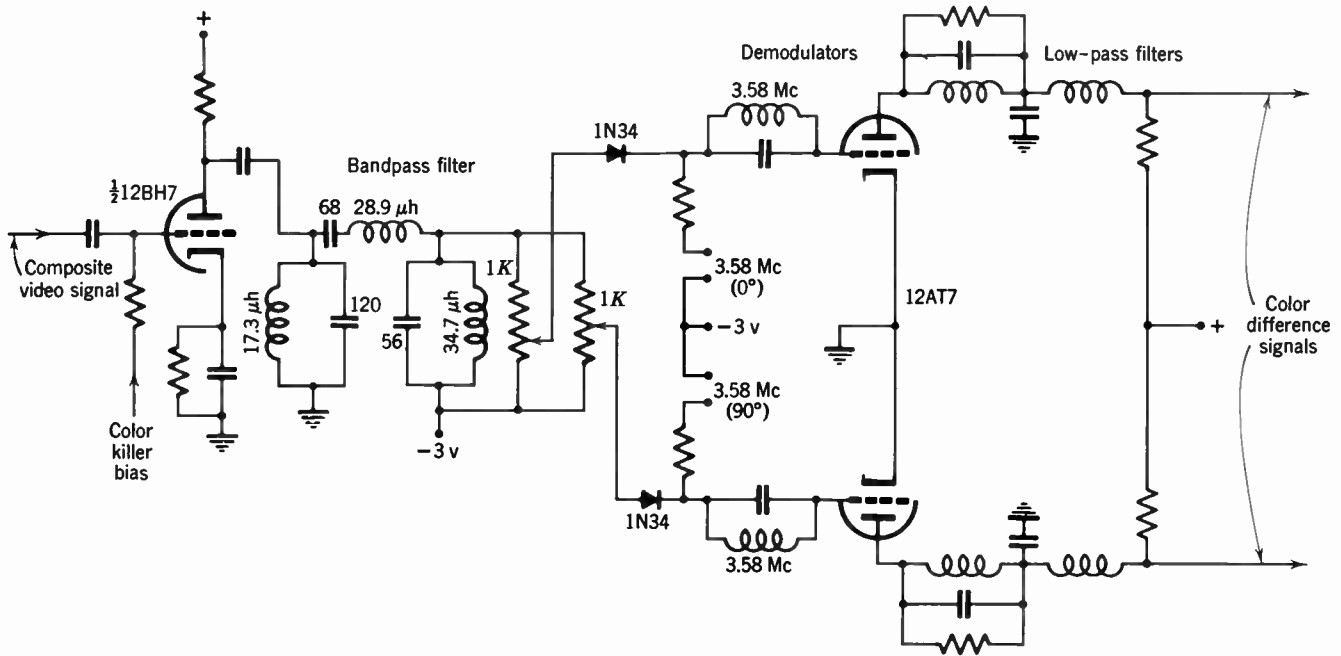 +
Demodulators
Low-pass filters
3.58 Mc
1N34
Bandpass filter
½12BH7
68
28.9 μh
Composite
video signal
1K
3.58 Mc
(0°)
1K
12AT7
17.3 μh
120
56
34.7 μh
−3 v
+
Color
difference
signals
3.58 Mc
(90°)
Color
killer
bias
−3 v
1N34
3.58 Mc